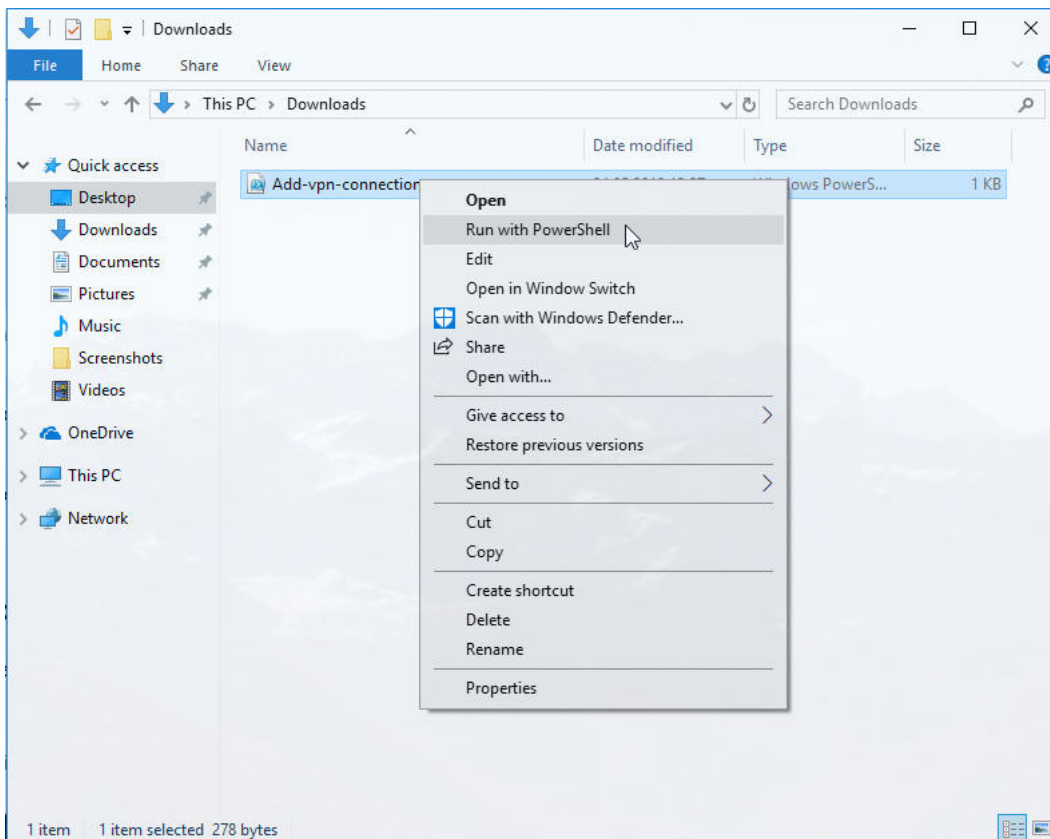 Downloads
File Home Share View
This PC > Downloads
Search Downloads
Name Date modified Type Size
Quick access
Add-vpn-connection 1 KB
Desktop
Downloads
Documents
Pictures
Music
Screenshots
Videos
OneDrive
This PC
Network
Open
Run with PowerShell
Edit
Open in Window Switch
Scan with Windows Defender...
Share
Open with...
Give access to
Restore previous versions
Send to
Cut
Copy
Create shortcut
Delete
Rename
Properties
1 item 1 item selected 278 bytes